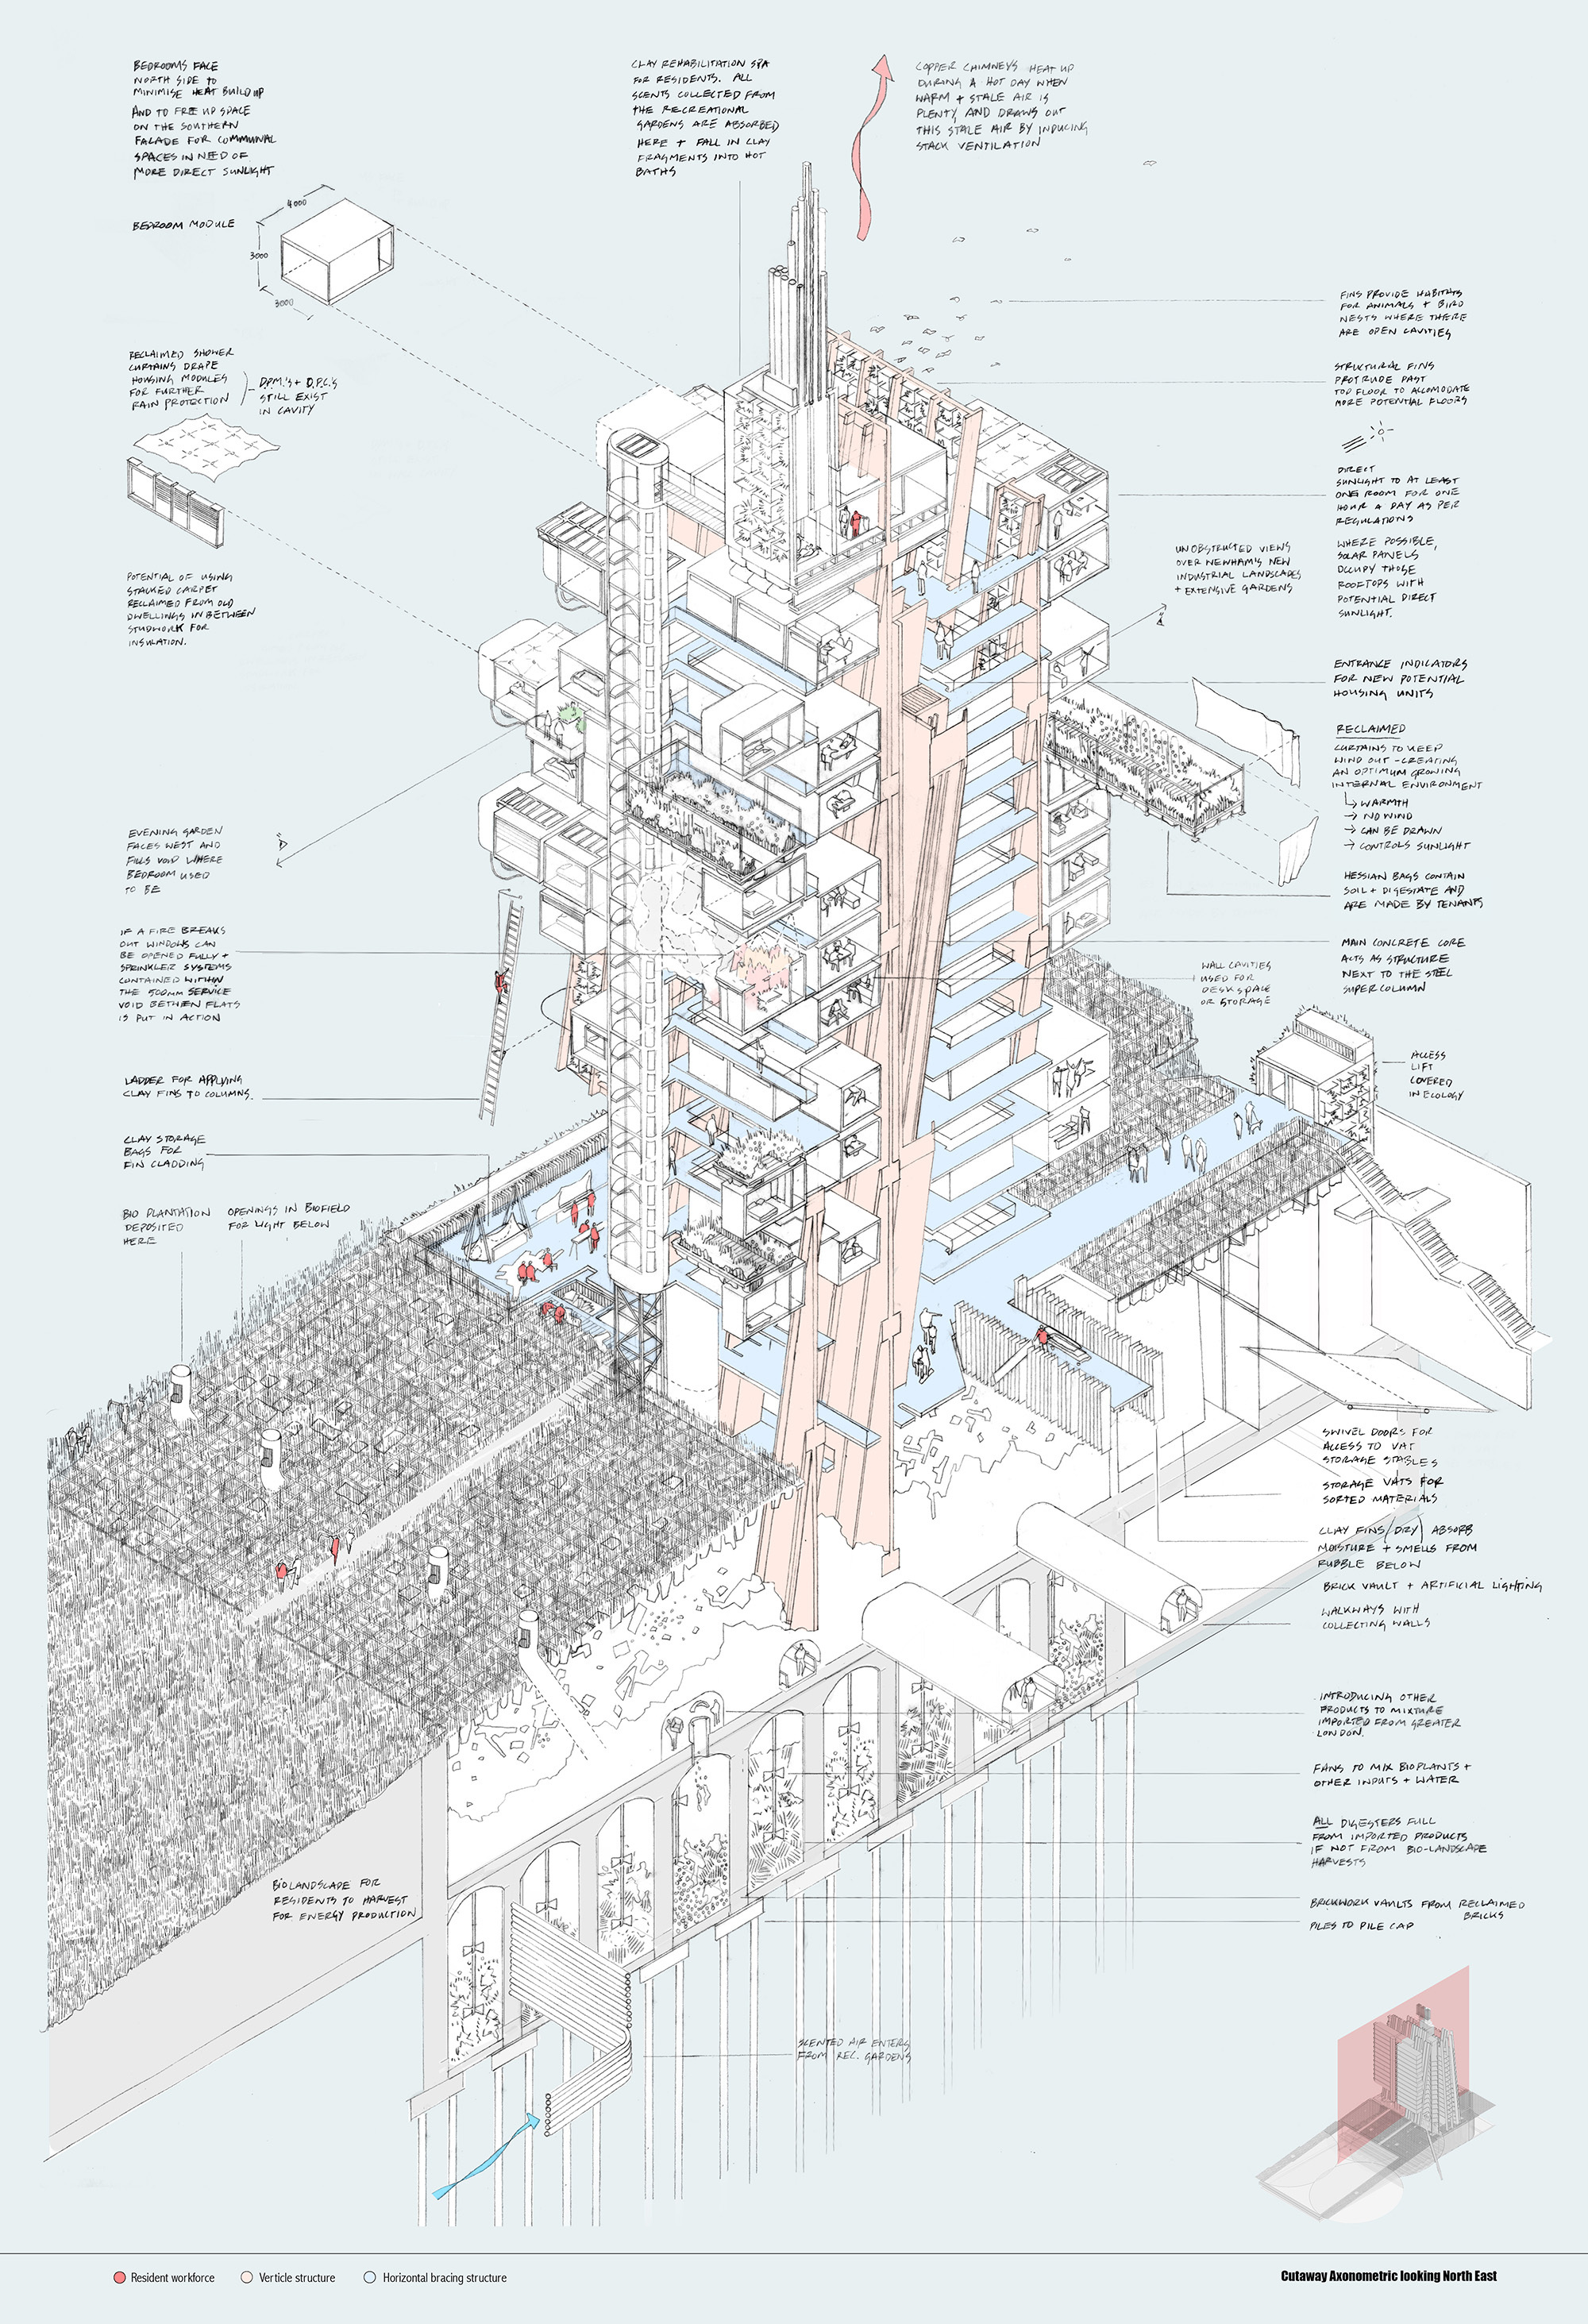 BEDROOMS FACE
NORTH SIDE TO
MINIMISE HEAT BUILD UP
AND TO FREE UP SPACE
ON THE SOUTHERN
FACADE FOR COMMUNAL
SPACES IN NEED OF
MORE DIRECT SUNLIGHT
BEDROOM MODULE
4000
3000
3000
RECLAIMED SHOWER
CURTAINS DRAPE
HOUSING MODULES
FOR FURTHER
RAIN PROTECTION
D.P.M.'S + D.P.C.'S
STILL EXIST
IN CAVITY
POTENTIAL OF USING
STACKED CARPET
RECLAIMED FROM OLD
DWELLINGS IN BETWEEN
STUDWORK FOR
INSULATION.
EVENING GARDEN
FACES WEST AND
FILLS VOID WHERE
BEDROOM USED
TO BE
IF A FIRE BREAKS
OUT WINDOWS CAN
BE OPENED FULLY +
SPRINKLER SYSTEMS
CONTAINED WITHIN
THE 500mm SERVICE
VOID BETHEN FLATS
IS PUT IN ACTION
LADDER FOR APPLYING
CLAY FINS TO COLUMNS.
CLAY STORAGE
BAGS FOR
FIN CLADDING
BIO PLANTATION
DEPOSITED
HERE
OPENINGS IN BIOFIELD
FOR LIGHT BELOW
CLAY REHABILITATION SPA
FOR RESIDENTS. ALL
SCENTS COLLECTED FROM
THE RECREATIONAL
GARDENS ARE ABSORBED
HERE + FALL IN CLAY
FRAGMENTS INTO HOT
BATHS
COPPER CHIMNEYS HEAT UP
DURING A HOT DAY WHEN
WARM + STALE AIR IS
PLENTY AND DRAWS OUT
THIS STALE AIR BY INDUCING
STACK VENTILATION
FINS PROVIDE HABITATS
FOR ANIMALS + BIRD
NESTS WHERE THERE
ARE OPEN CAVITIES
STRUCTURAL FINS
PROTRUDE PAST
TOP FLOOR TO ACCOMODATE
MORE POTENTIAL FLOORS
DIRECT
SUNLIGHT TO AT LEAST
ONE ROOM FOR ONE
HOUR A DAY AS PER
REGULATIONS
WHERE POSSIBLE,
SOLAR PANELS
OCCUPY THOSE
ROOFTOPS WITH
POTENTIAL DIRECT
SUNLIGHT.
UNOBSTRUCTED VIEWS
OVER NEWHAM'S NEW
INDUSTRIAL LANDSCAPES
+ EXTENSIVE GARDENS
ENTRANCE INDICATORS
FOR NEW POTENTIAL
HOUSING UNITS
RECLAIMED
CURTAINS TO KEEP
WIND OUT - CREATING
AN OPTIMUM GROWING
INTERNAL ENVIRONMENT
→ WARMTH
→ NO WIND
→ CAN BE DRAWN
→ CONTROLS SUNLIGHT
HESSIAN BAGS CONTAIN
SOIL + DIGESTATE AND
ARE MADE BY TENANTS
MAIN CONCRETE CORE
ACTS AS STRUCTURE
NEXT TO THE STEEL
SUPER COLUMN
WALL CAVITIES
USED FOR
DESK SPACE
OR STORAGE
ACCESS
LIFT
COVERED
IN ECOLOGY
SWIVEL DOORS FOR
ACCESS TO VAT
STORAGE STABLES
STORAGE VATS FOR
SORTED MATERIALS
CLAY FINS DRY ABSORB
MOISTURE + SMELLS FROM
RUBBLE BELOW
BRICK VAULT + ARTIFICIAL LIGHTING
WALKWAYS WITH
COLLECTING WALLS
INTRODUCING OTHER
PRODUCTS TO MIXTURE
IMPORTED FROM GREATER
LONDON.
FANS TO MIX BIOPLANTS +
OTHER INPUTS + WATER
ALL DIGESTERS FULL
FROM IMPORTED PRODUCTS
IF NOT FROM BIO-LANDSCAPE
HARVESTS
BRICKWORK VAULTS FROM RECLAIMED
BRICKS
PILES TO PILE CAP
BIOLANDSCAPE FOR
RESIDENTS TO HARVEST
FOR ENERGY PRODUCTION
SCENTED AIR ENTERS
FROM REC. GARDENS
Resident workforce
Verticle structure
Horizontal bracing structure
Cutaway Axonometric looking North East